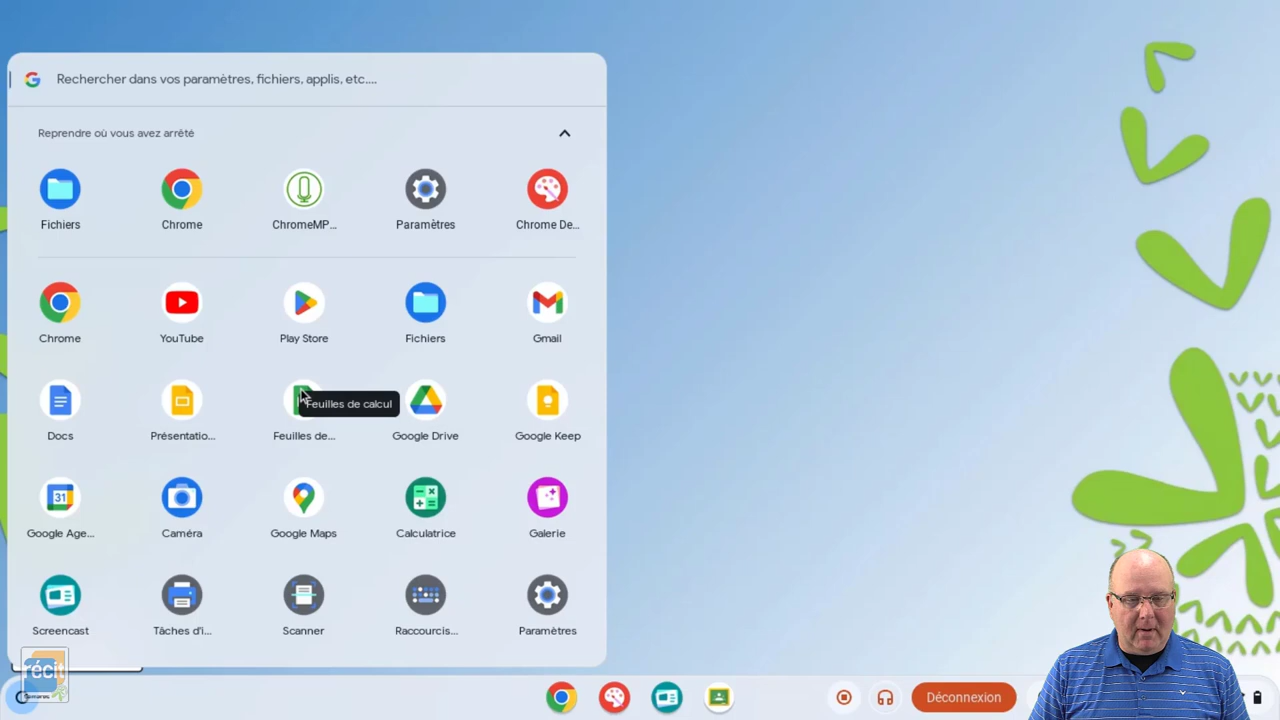 Rechercher dans vos paramètres, fichiers, applis, etc....
Reprendre où vous avez arrêté
Fichiers
Chrome
ChromeMP...
Paramètres
Chrome De...
Chrome
YouTube
Play Store
Fichiers
Gmail
Feuilles de calcul
Docs
Présentatio...
Feuilles de...
Google Drive
Google Keep
31
Google Age...
Caméra
Google Maps
Calculatrice
Galerie
Screencast
Tâches d'i...
Scanner
Raccourcis...
Paramètres
récit
Déconnexion